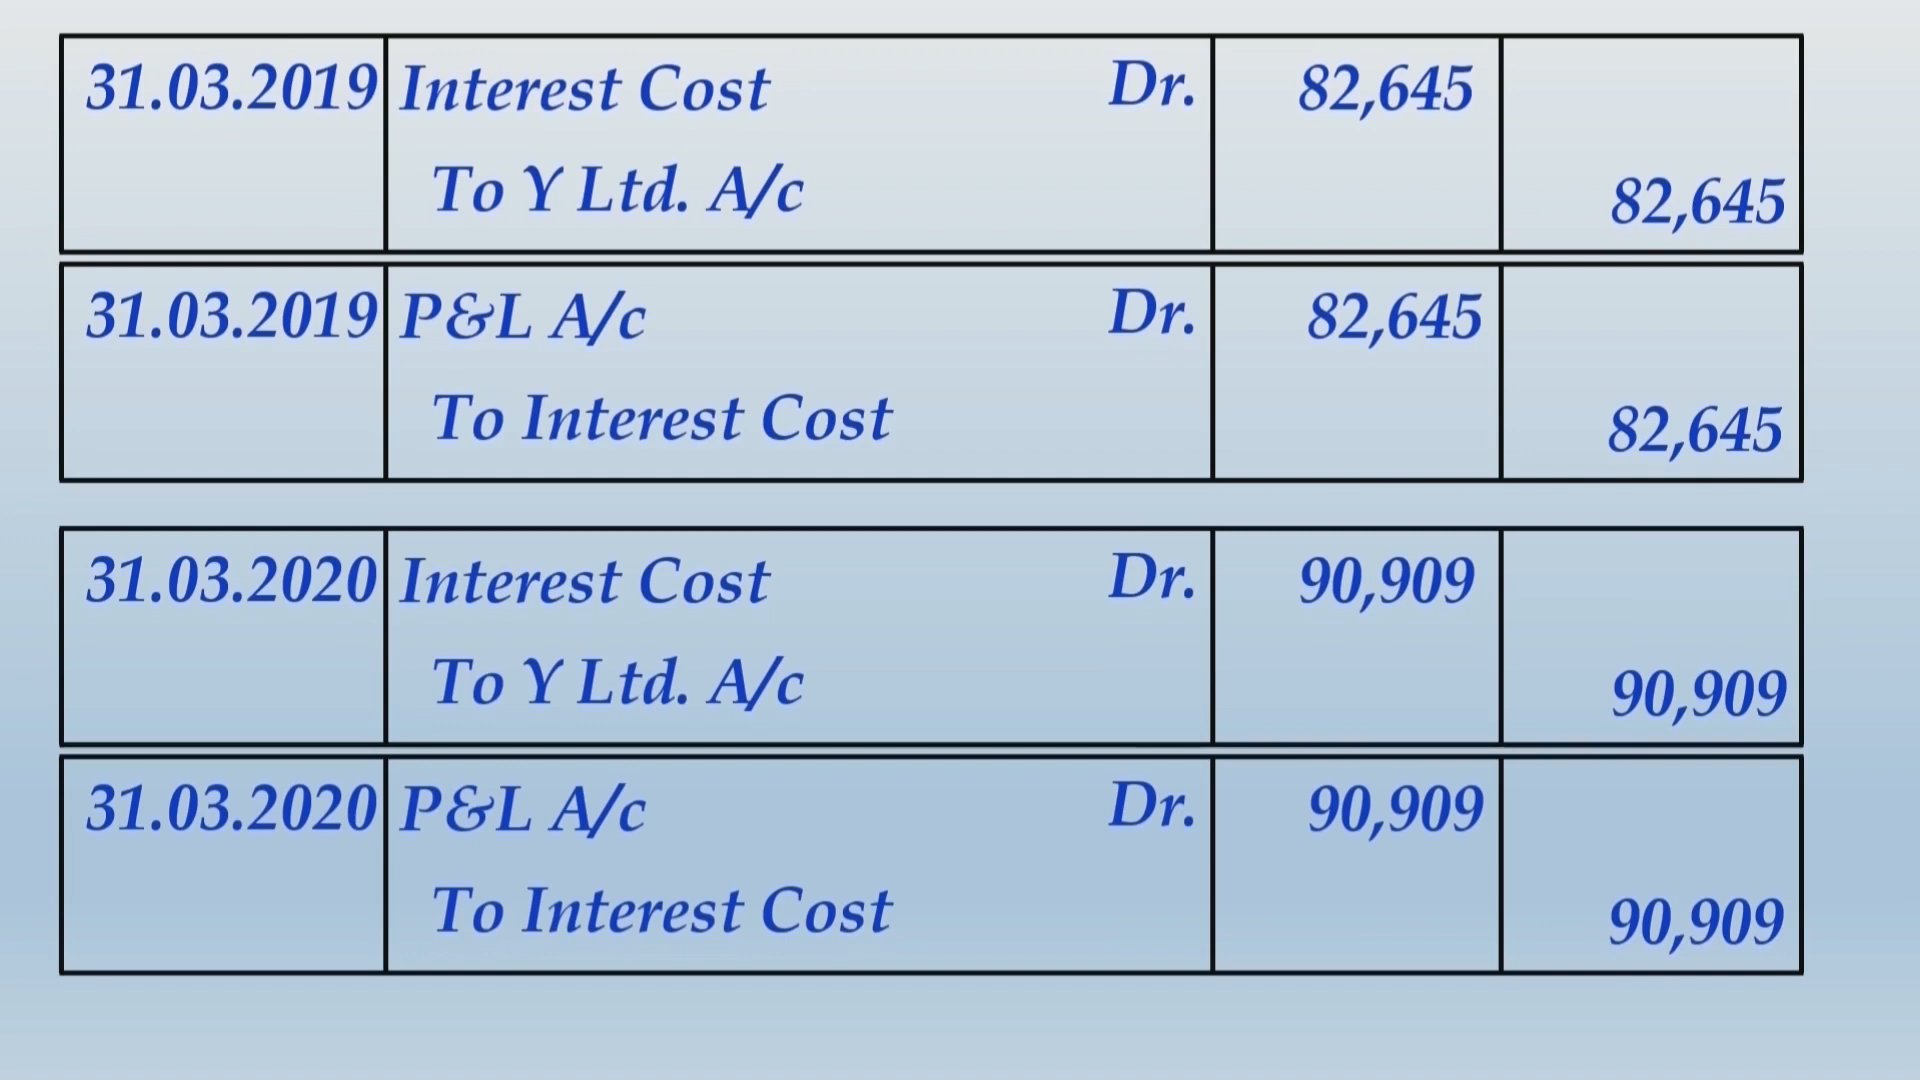 31.03.2019 Interest Cost Dr. 82,645
To Y Ltd. A/c 82,645
31.03.2019 P&L A/c Dr. 82,645
To Interest Cost 82,645
31.03.2020 Interest Cost Dr. 90,909
To Y Ltd. A/c 90,909
31.03.2020 P&L A/c Dr. 90,909
To Interest Cost 90,909